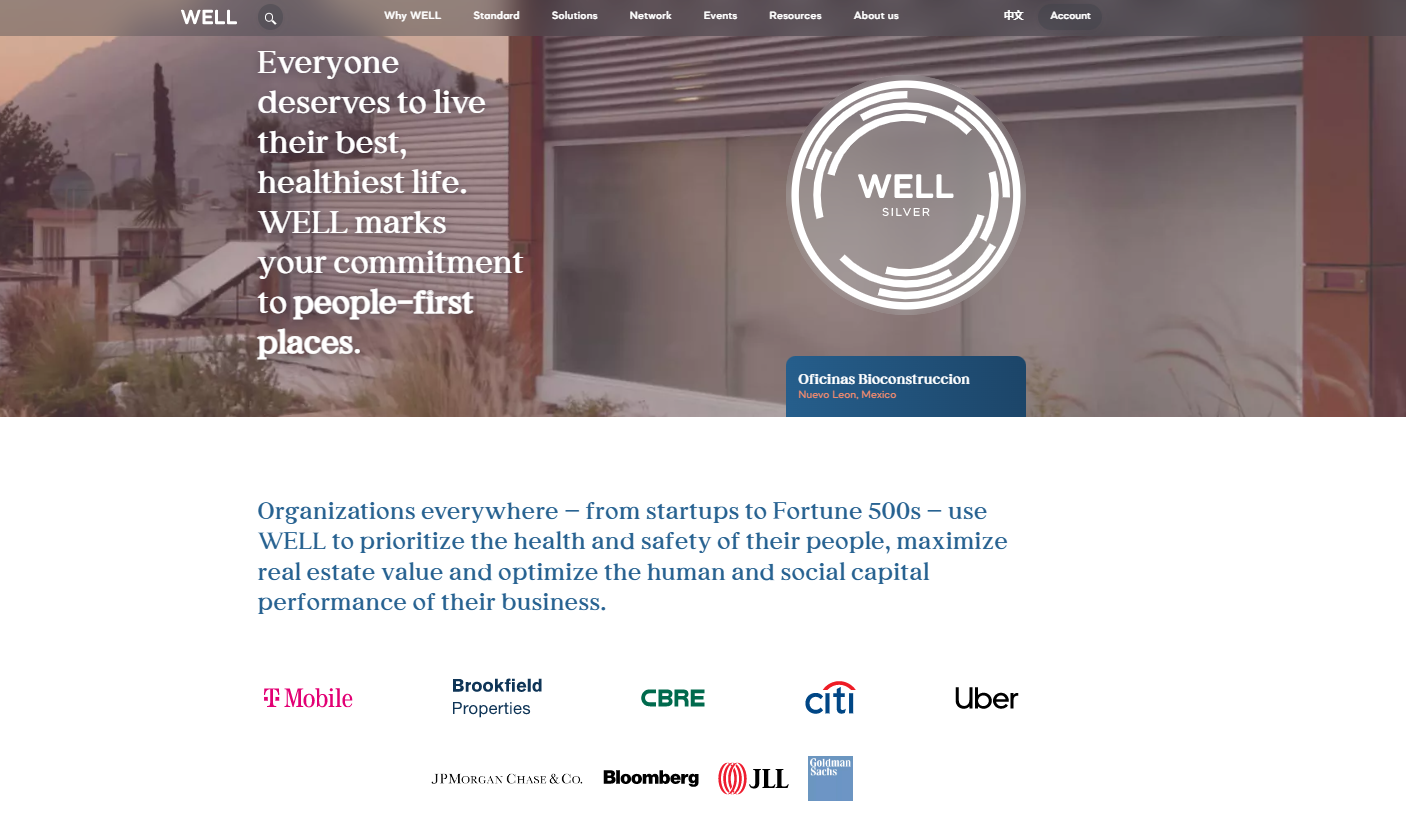 WELL
Why WELL
Standard
Solutions
Network
Events
Resources
About us
中文
Account
Everyone
deserves to live
their best,
healthiest life.
WELL marks
your commitment
to people-first
places.
WELL
SILVER
Oficinas Bioconstruccion
Nuevo Leon, Mexico
Organizations everywhere – from startups to Fortune 500s – use
WELL to prioritize the health and safety of their people, maximize
real estate value and optimize the human and social capital
performance of their business.
T Mobile
Brookfield
Properties
CBRE
citi
Uber
JPMORGAN CHASE & CO.
Bloomberg
JLL
Goldman
Sachs